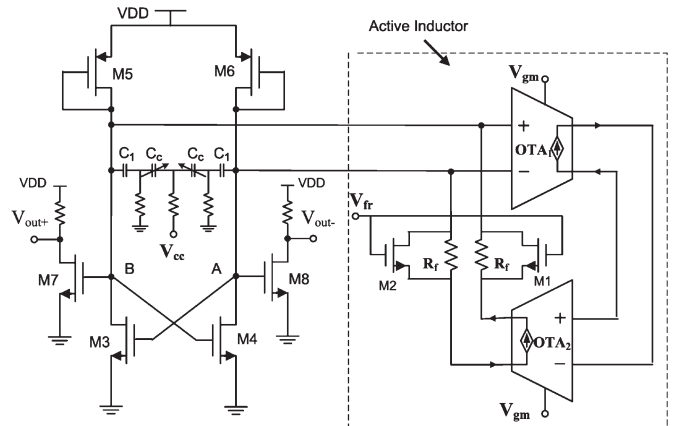 VDD
Active Inductor
M5
M6
Vgm
+
OTA1
−
C1 Cc Cc C1
VDD
VDD
Vout+
Vout-
Vcc
Vfr
M7
B
A
M8
Rf
Rf
M2
M1
M3
M4
+
OTA2
−
Vgm